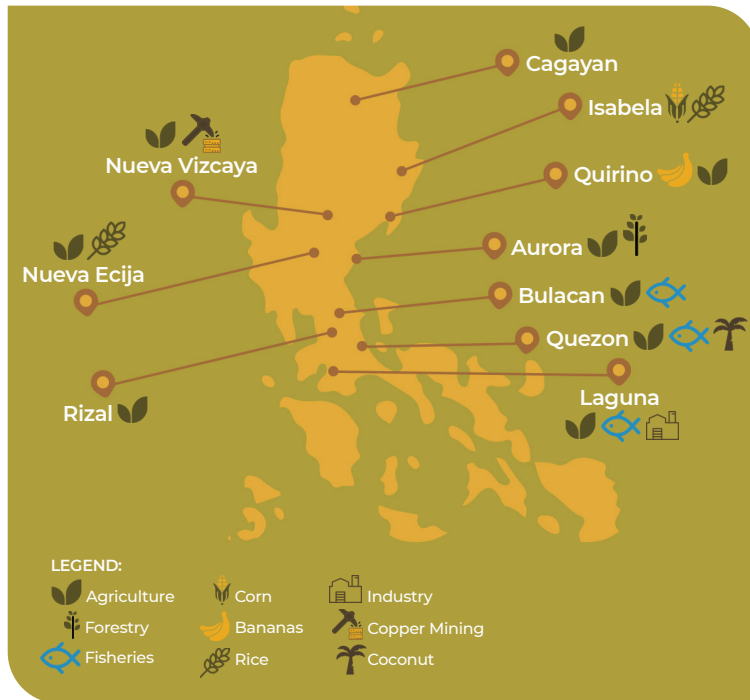 Cagayan
Isabela
Nueva Vizcaya
Quirino
Aurora
Nueva Ecija
Bulacan
Quezon
Laguna
Rizal
LEGEND:
Agriculture
Corn
Industry
Forestry
Bananas
Copper Mining
Fisheries
Rice
Coconut